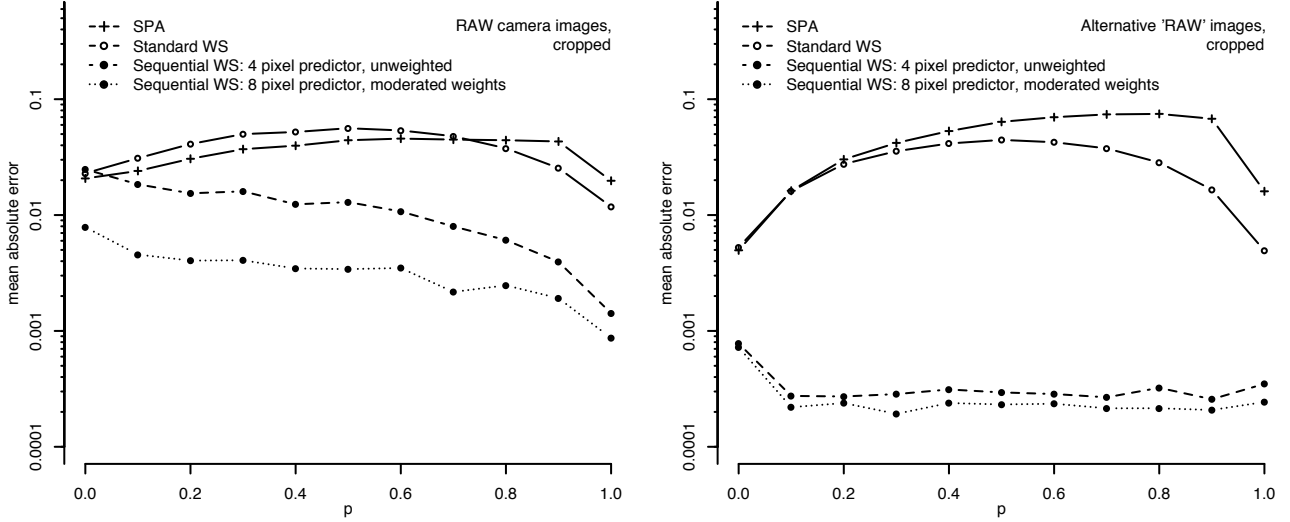 SPA
Standard WS
Sequential WS: 4 pixel predictor, unweighted
Sequential WS: 8 pixel predictor, moderated weights
RAW camera images,
cropped
mean absolute error
0.1
0.01
0.001
0.0001
0.0 0.2 0.4 0.6 0.8 1.0
p
SPA
Standard WS
Sequential WS: 4 pixel predictor, unweighted
Sequential WS: 8 pixel predictor, moderated weights
Alternative 'RAW' images,
cropped
mean absolute error
0.1
0.01
0.001
0.0001
0.0 0.2 0.4 0.6 0.8 1.0
p